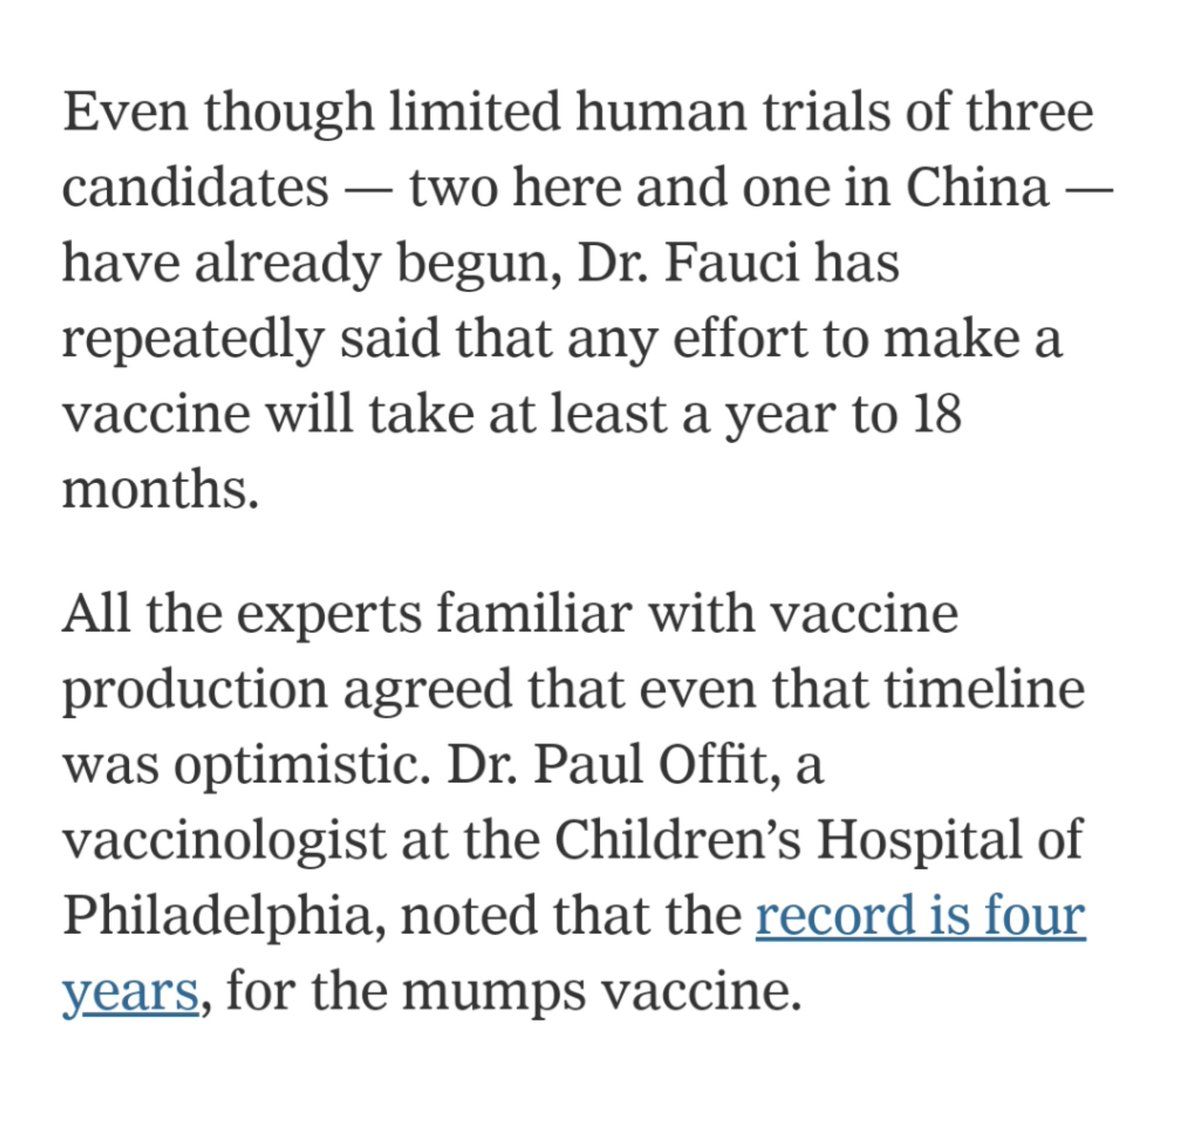 Even though limited human trials of three
candidates — two here and one in China —
have already begun, Dr. Fauci has
repeatedly said that any effort to make a
vaccine will take at least a year to 18
months.
All the experts familiar with vaccine
production agreed that even that timeline
was optimistic. Dr. Paul Offit, a
vaccinologist at the Children’s Hospital of
Philadelphia, noted that the record is four
years, for the mumps vaccine.